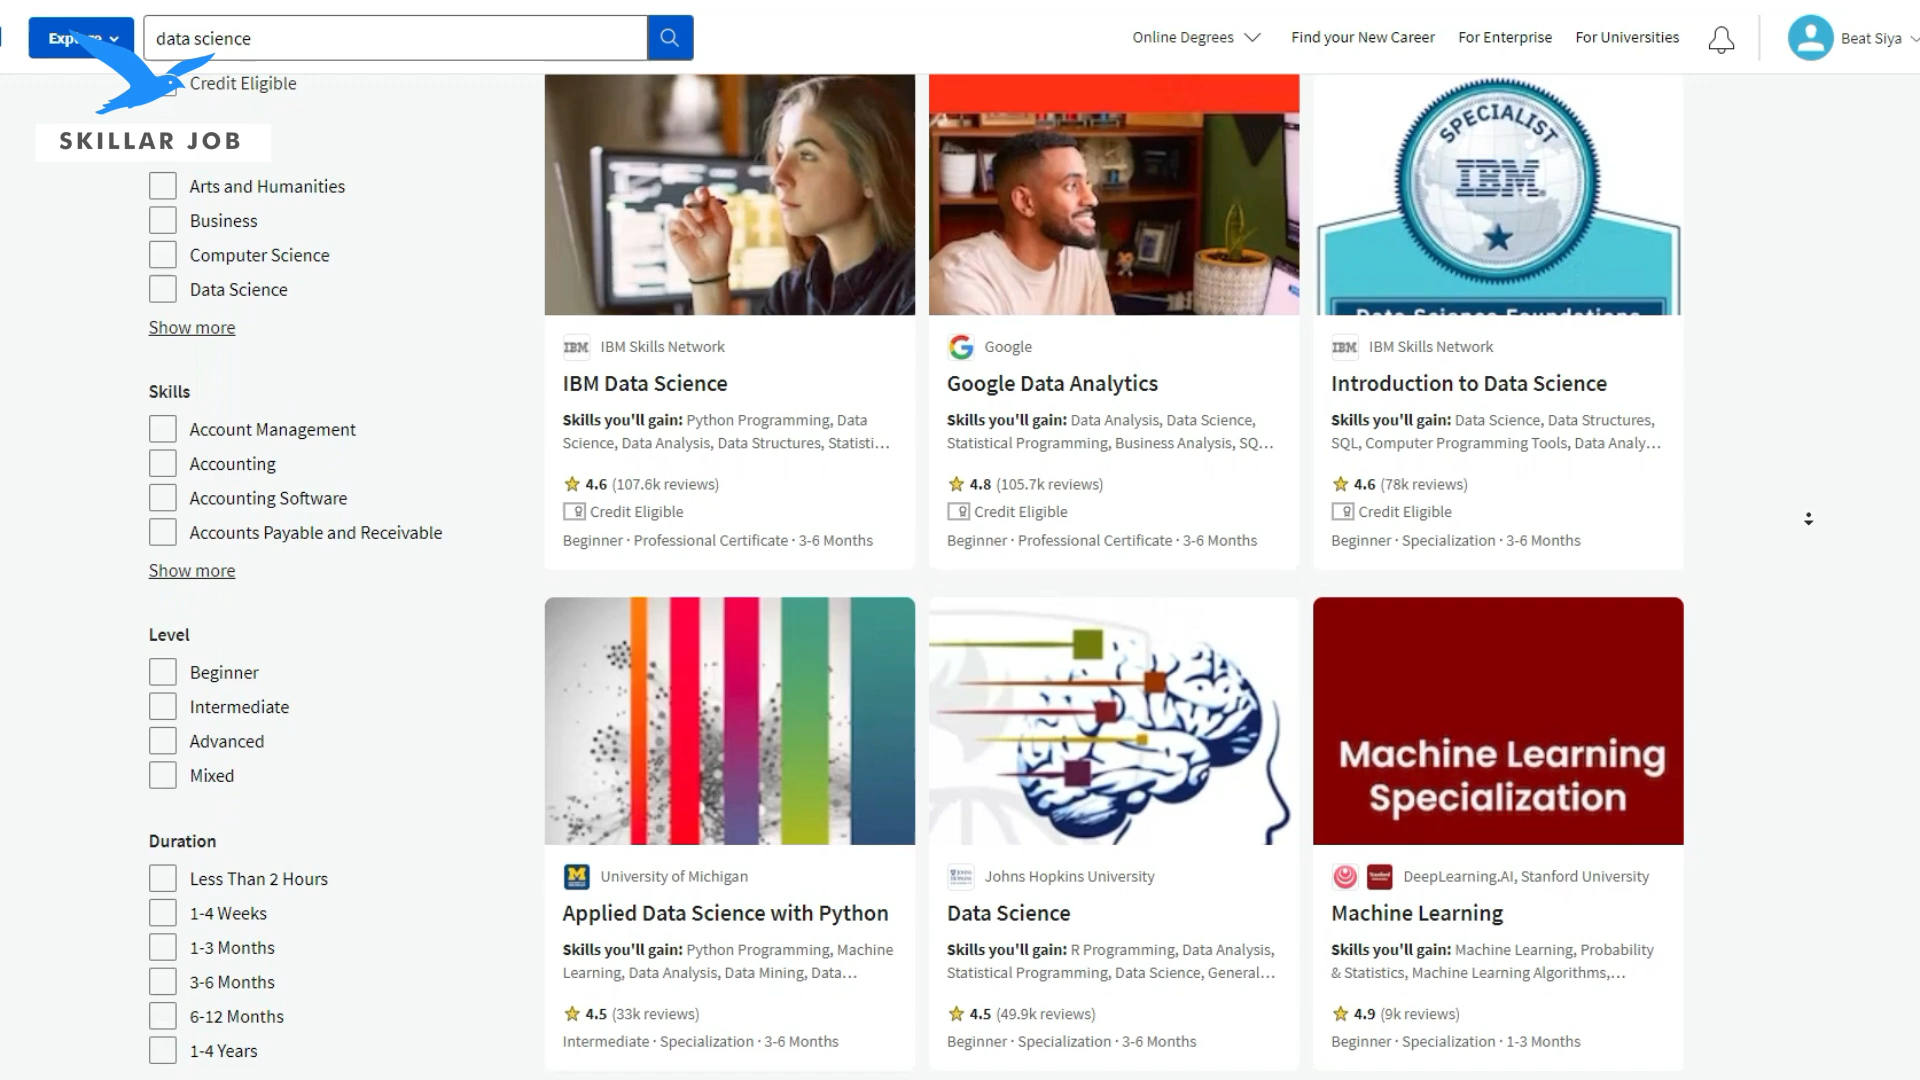 Explore
data science
Online Degrees
Find your New Career
For Enterprise
For Universities
Beat Siya
Credit Eligible
SKILLAR JOB
Arts and Humanities
Business
Computer Science
Data Science
Show more
Skills
Account Management
Accounting
Accounting Software
Accounts Payable and Receivable
Show more
Level
Beginner
Intermediate
Advanced
Mixed
Duration
Less Than 2 Hours
1-4 Weeks
1-3 Months
3-6 Months
6-12 Months
1-4 Years
IBM
IBM Skills Network
IBM Data Science
Skills you'll gain: Python Programming, Data
Science, Data Analysis, Data Structures, Statisti...
4.6 (107.6k reviews)
Credit Eligible
Beginner · Professional Certificate · 3-6 Months
Google
Google Data Analytics
Skills you'll gain: Data Analysis, Data Science,
Statistical Programming, Business Analysis, SQ...
4.8 (105.7k reviews)
Credit Eligible
Beginner · Professional Certificate · 3-6 Months
SPECIALIST
IBM
Data Science Foundations
IBM
IBM Skills Network
Introduction to Data Science
Skills you'll gain: Data Science, Data Structures,
SQL, Computer Programming Tools, Data Analy...
4.6 (78k reviews)
Credit Eligible
Beginner · Specialization · 3-6 Months
M
University of Michigan
Applied Data Science with Python
Skills you'll gain: Python Programming, Machine
Learning, Data Analysis, Data Mining, Data...
4.5 (33k reviews)
Intermediate · Specialization · 3-6 Months
Johns Hopkins University
Data Science
Skills you'll gain: R Programming, Data Analysis,
Statistical Programming, Data Science, General...
4.5 (49.9k reviews)
Beginner · Specialization · 3-6 Months
Machine Learning
Specialization
DeepLearning.AI, Stanford University
Machine Learning
Skills you'll gain: Machine Learning, Probability
& Statistics, Machine Learning Algorithms,...
4.9 (9k reviews)
Beginner · Specialization · 1-3 Months